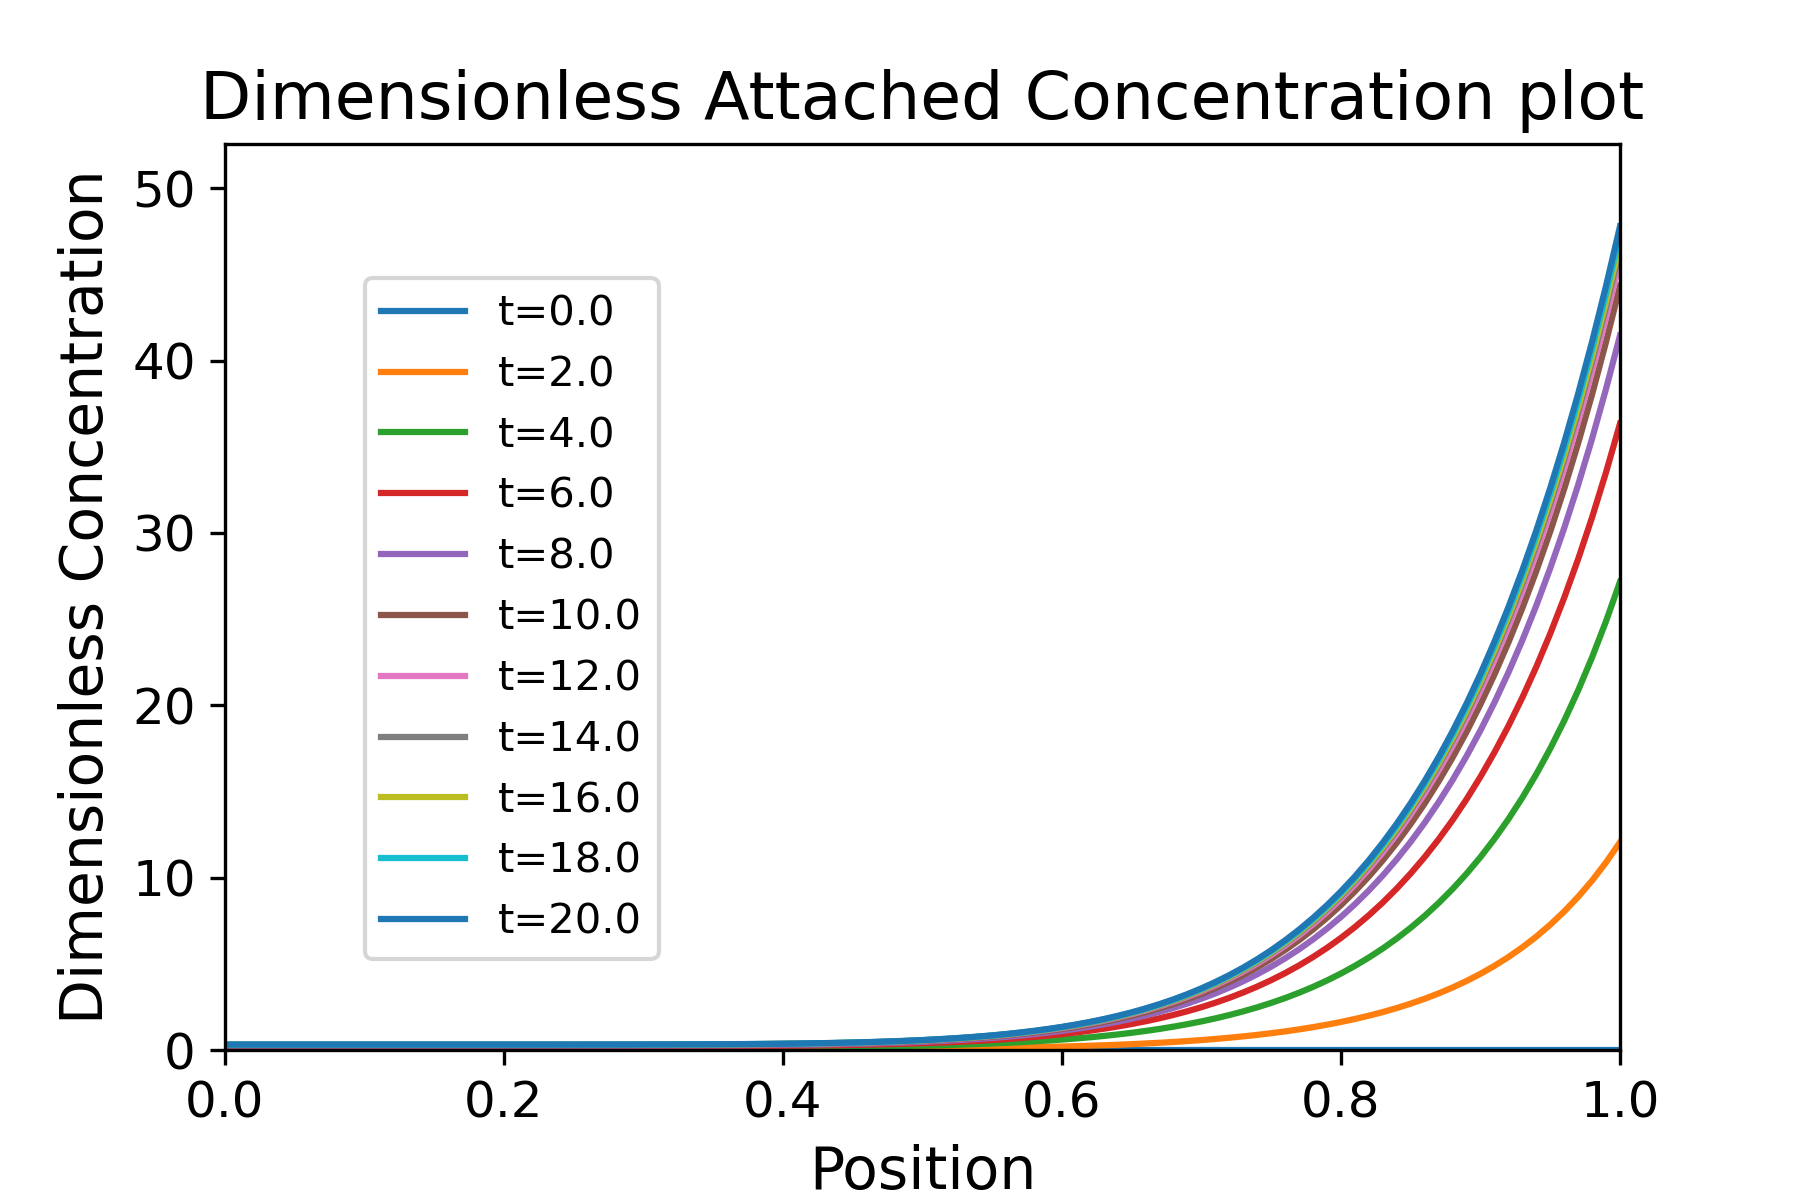 Dimensionless Attached Concentration plot
Dimensionless Concentration
50
40
30
20
10
0
t=0.0
t=2.0
t=4.0
t=6.0
t=8.0
t=10.0
t=12.0
t=14.0
t=16.0
t=18.0
t=20.0
0.0 0.2 0.4 0.6 0.8 1.0
Position